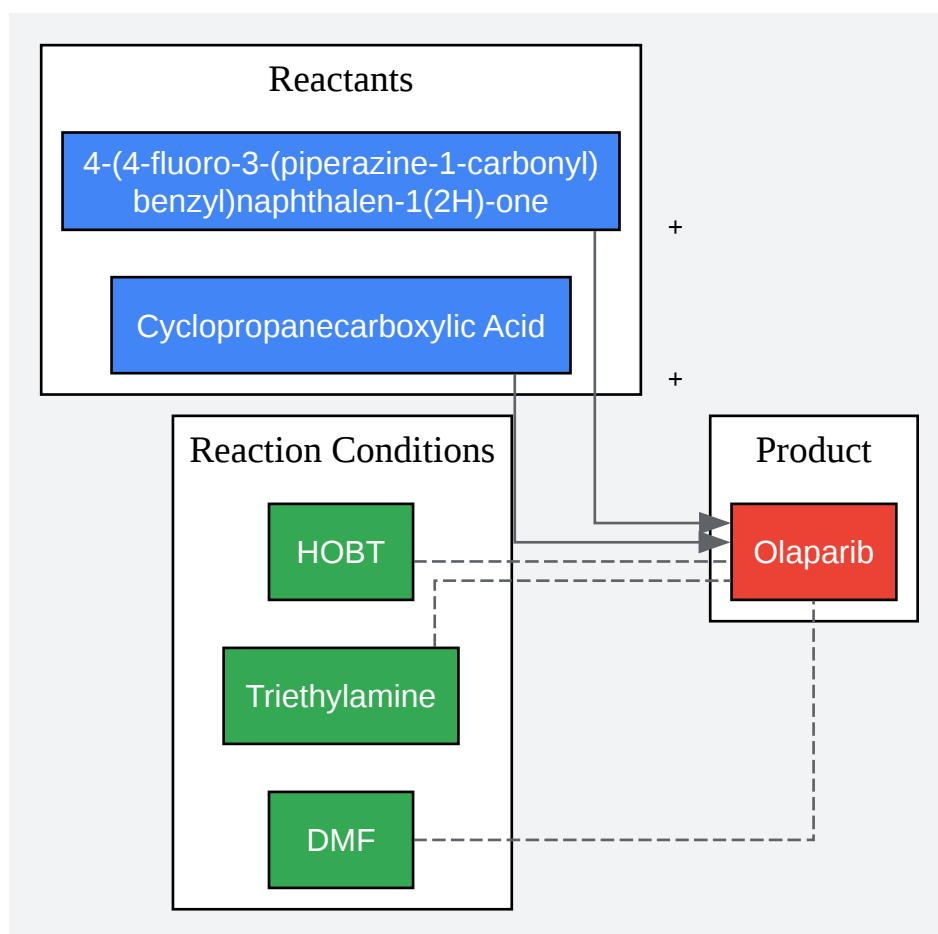 Reactants
4-(4-fluoro-3-(piperazine-1-carbonyl)
benzyl)naphthalen-1(2H)-one
+
Cyclopropanecarboxylic Acid
+
Reaction Conditions
Product
HOBT
Olaparib
Triethylamine
DMF